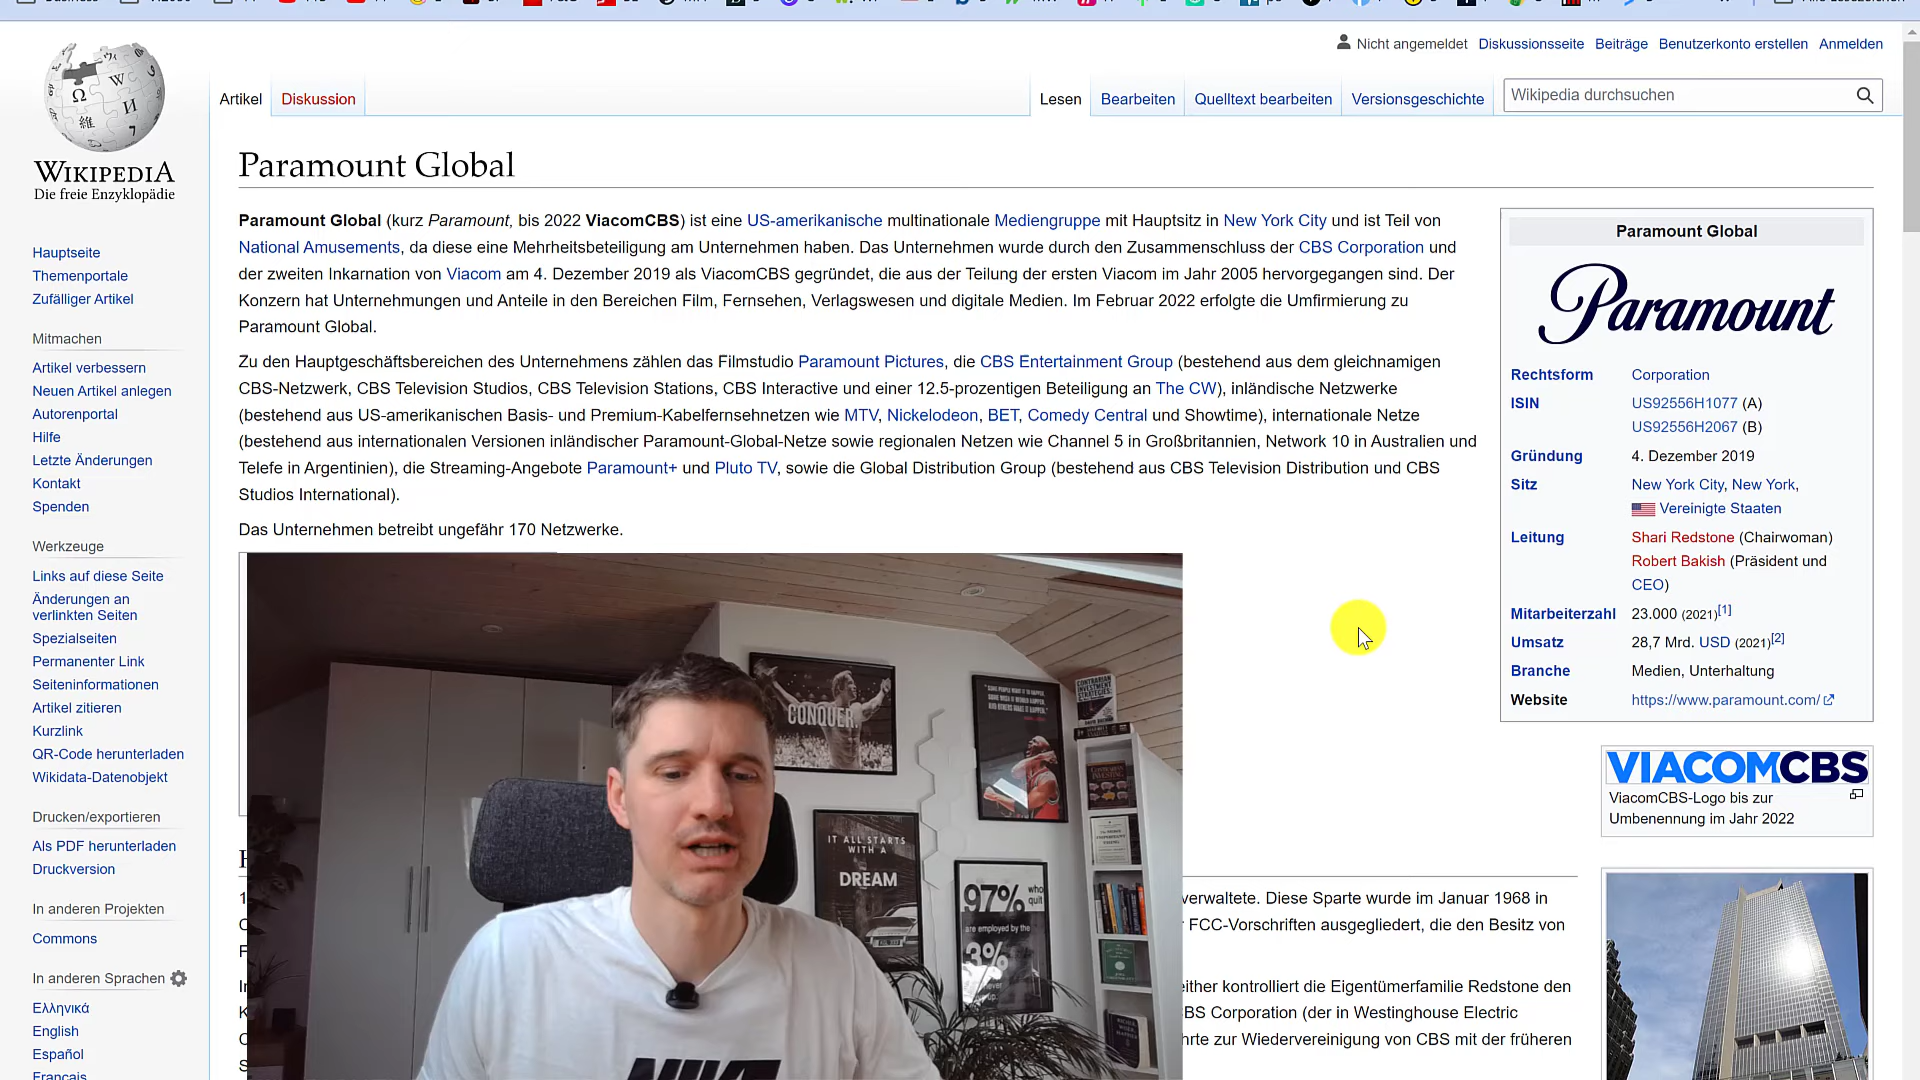 Nicht angemeldet Diskussionsseite Beiträge Benutzerkonto erstellen Anmelden
Artikel Diskussion Lesen Bearbeiten Quelltext bearbeiten Versionsgeschichte Wikipedia durchsuchen
WIKIPEDIA
Die freie Enzyklopädie
Hauptseite
Themenportale
Zufälliger Artikel
Mitmachen
Artikel verbessern
Neuen Artikel anlegen
Autorenportal
Hilfe
Letzte Änderungen
Kontakt
Spenden
Werkzeuge
Links auf diese Seite
Änderungen an
verlinkten Seiten
Spezialseiten
Permanenter Link
Seiteninformationen
Artikel zitieren
Kurzlink
QR-Code herunterladen
Wikidata-Datenobjekt
Drucken/exportieren
Als PDF herunterladen
Druckversion
In anderen Projekten
Commons
In anderen Sprachen
Ελληνικά
English
Español
Français
Paramount Global
Paramount Global (kurz Paramount, bis 2022 ViacomCBS) ist eine US-amerikanische multinationale Mediengruppe mit Hauptsitz in New York City und ist Teil von
National Amusements, da diese eine Mehrheitsbeteiligung am Unternehmen haben. Das Unternehmen wurde durch den Zusammenschluss der CBS Corporation und
der zweiten Inkarnation von Viacom am 4. Dezember 2019 als ViacomCBS gegründet, die aus der Teilung der ersten Viacom im Jahr 2005 hervorgegangen sind. Der
Konzern hat Unternehmungen und Anteile in den Bereichen Film, Fernsehen, Verlagswesen und digitale Medien. Im Februar 2022 erfolgte die Umfirmierung zu
Paramount Global.
Zu den Hauptgeschäftsbereichen des Unternehmens zählen das Filmstudio Paramount Pictures, die CBS Entertainment Group (bestehend aus dem gleichnamigen
CBS-Netzwerk, CBS Television Studios, CBS Television Stations, CBS Interactive und einer 12.5-prozentigen Beteiligung an The CW), inländische Netzwerke
(bestehend aus US-amerikanischen Basis- und Premium-Kabelfernsehnetzen wie MTV, Nickelodeon, BET, Comedy Central und Showtime), internationale Netze
(bestehend aus internationalen Versionen inländischer Paramount-Global-Netze sowie regionalen Netzen wie Channel 5 in Großbritannien, Network 10 in Australien und
Telefe in Argentinien), die Streaming-Angebote Paramount+ und Pluto TV, sowie die Global Distribution Group (bestehend aus CBS Television Distribution und CBS
Studios International).
Das Unternehmen betreibt ungefähr 170 Netzwerke.
CONQUER
IT ALL STARTS
WITH A
DREAM
97% who
quit
are employed by the
3%
verwaltete. Diese Sparte wurde im Januar 1968 in
FCC-Vorschriften ausgegliedert, die den Besitz von
either kontrolliert die Eigentümerfamilie Redstone den
BS Corporation (der in Westinghouse Electric
hrte zur Wiedervereinigung von CBS mit der früheren
Paramount Global
Paramount
Rechtsform Corporation
ISIN US92556H1077 (A)
US92556H2067 (B)
Gründung 4. Dezember 2019
Sitz New York City, New York,
Vereinigte Staaten
Leitung Shari Redstone (Chairwoman)
Robert Bakish (Präsident und
CEO)
Mitarbeiterzahl 23.000 (2021)[1]
Umsatz 28,7 Mrd. USD (2021)[2]
Branche Medien, Unterhaltung
Website https://www.paramount.com/
VIACOMCBS
ViacomCBS-Logo bis zur
Umbenennung im Jahr 2022